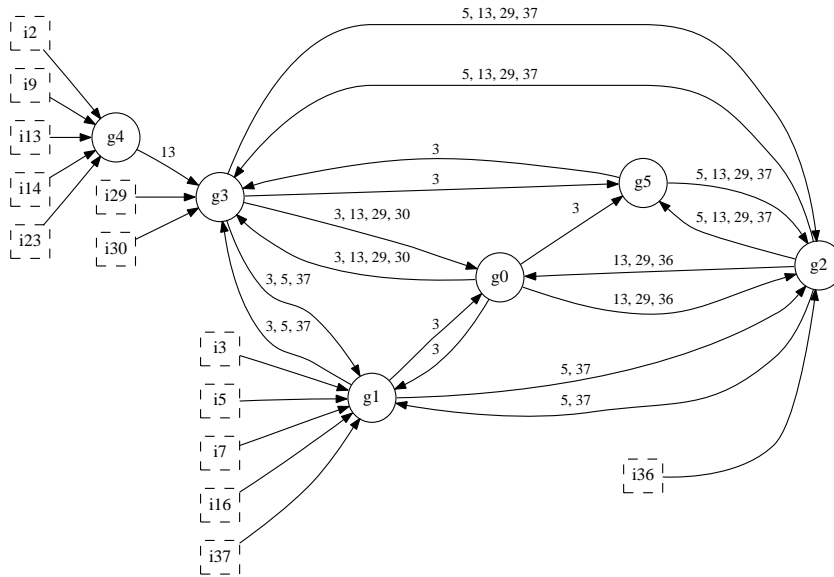 i2
5, 13, 29, 37
i9
5, 13, 29, 37
i13
g4
13
3
i14
i29
g3
3
g5
5, 13, 29, 37
3
i23
i30
3, 13, 29, 30
5, 13, 29, 37
3, 13, 29, 30
g0
13, 29, 36
g2
3, 5, 37
13, 29, 36
3, 5, 37
3
3
i3
g1
5, 37
i5
5, 37
i7
i36
i16
i37